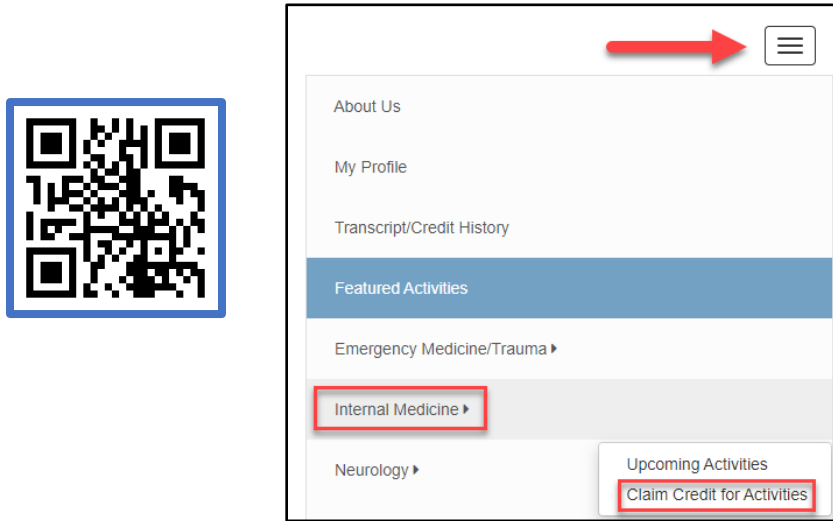 About Us
My Profile
Transcript/Credit History
Featured Activities
Emergency Medicine/Trauma
Internal Medicine
Neurology
Upcoming Activities
Claim Credit for Activities